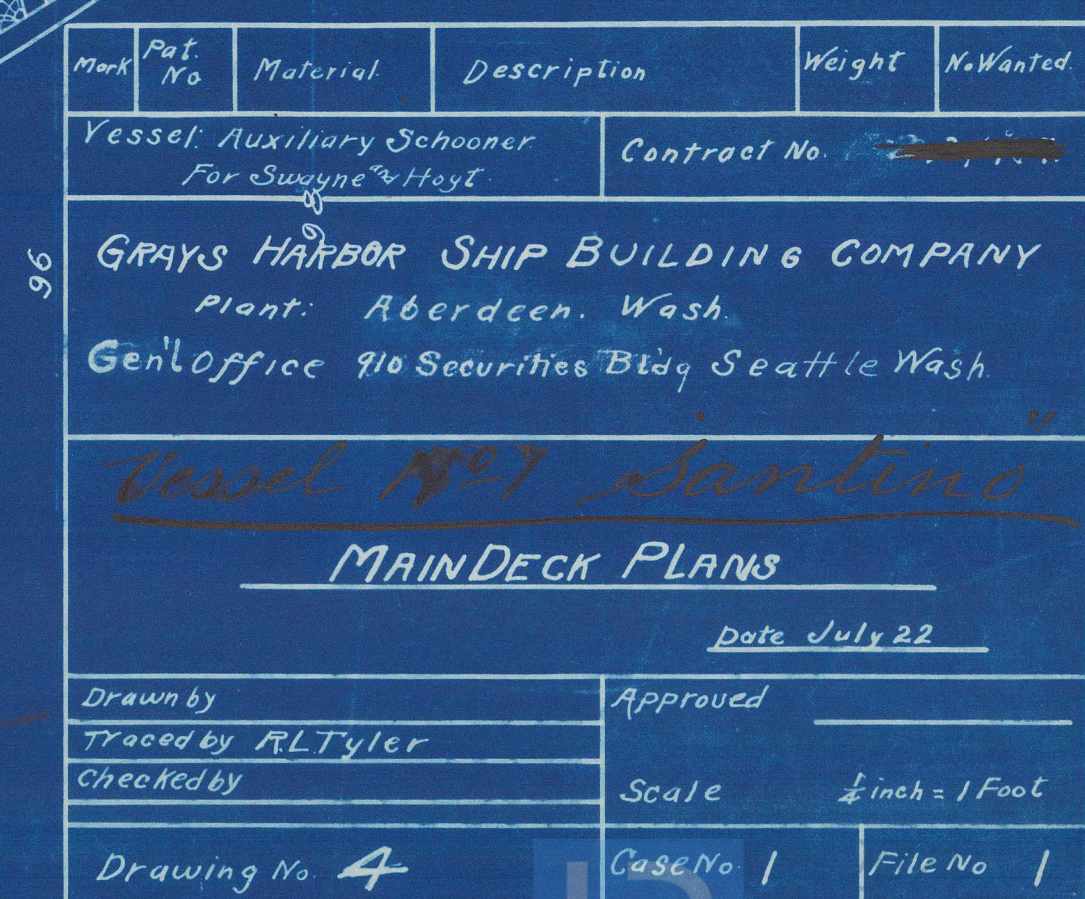 Mark Pat. No Material. Description Weight No Wanted.
Vessel: Auxiliary Schooner
For Swayne and Hoyt.
Contract No.
98
96
GRAYS HARBOR SHIP BUILDING COMPANY
Plant: Aberdeen. Wash.
Gen'l Office 910 Securities Bldg Seattle Wash.
Vessel No 7 "Santino"
MAIN DECK PLANS
Date July 22
Drawn by
Traced by R.L. Tyler
Checked by
Approved
Scale ¼ inch = 1 Foot
Drawing No. 4
Case No. 1
File No 1